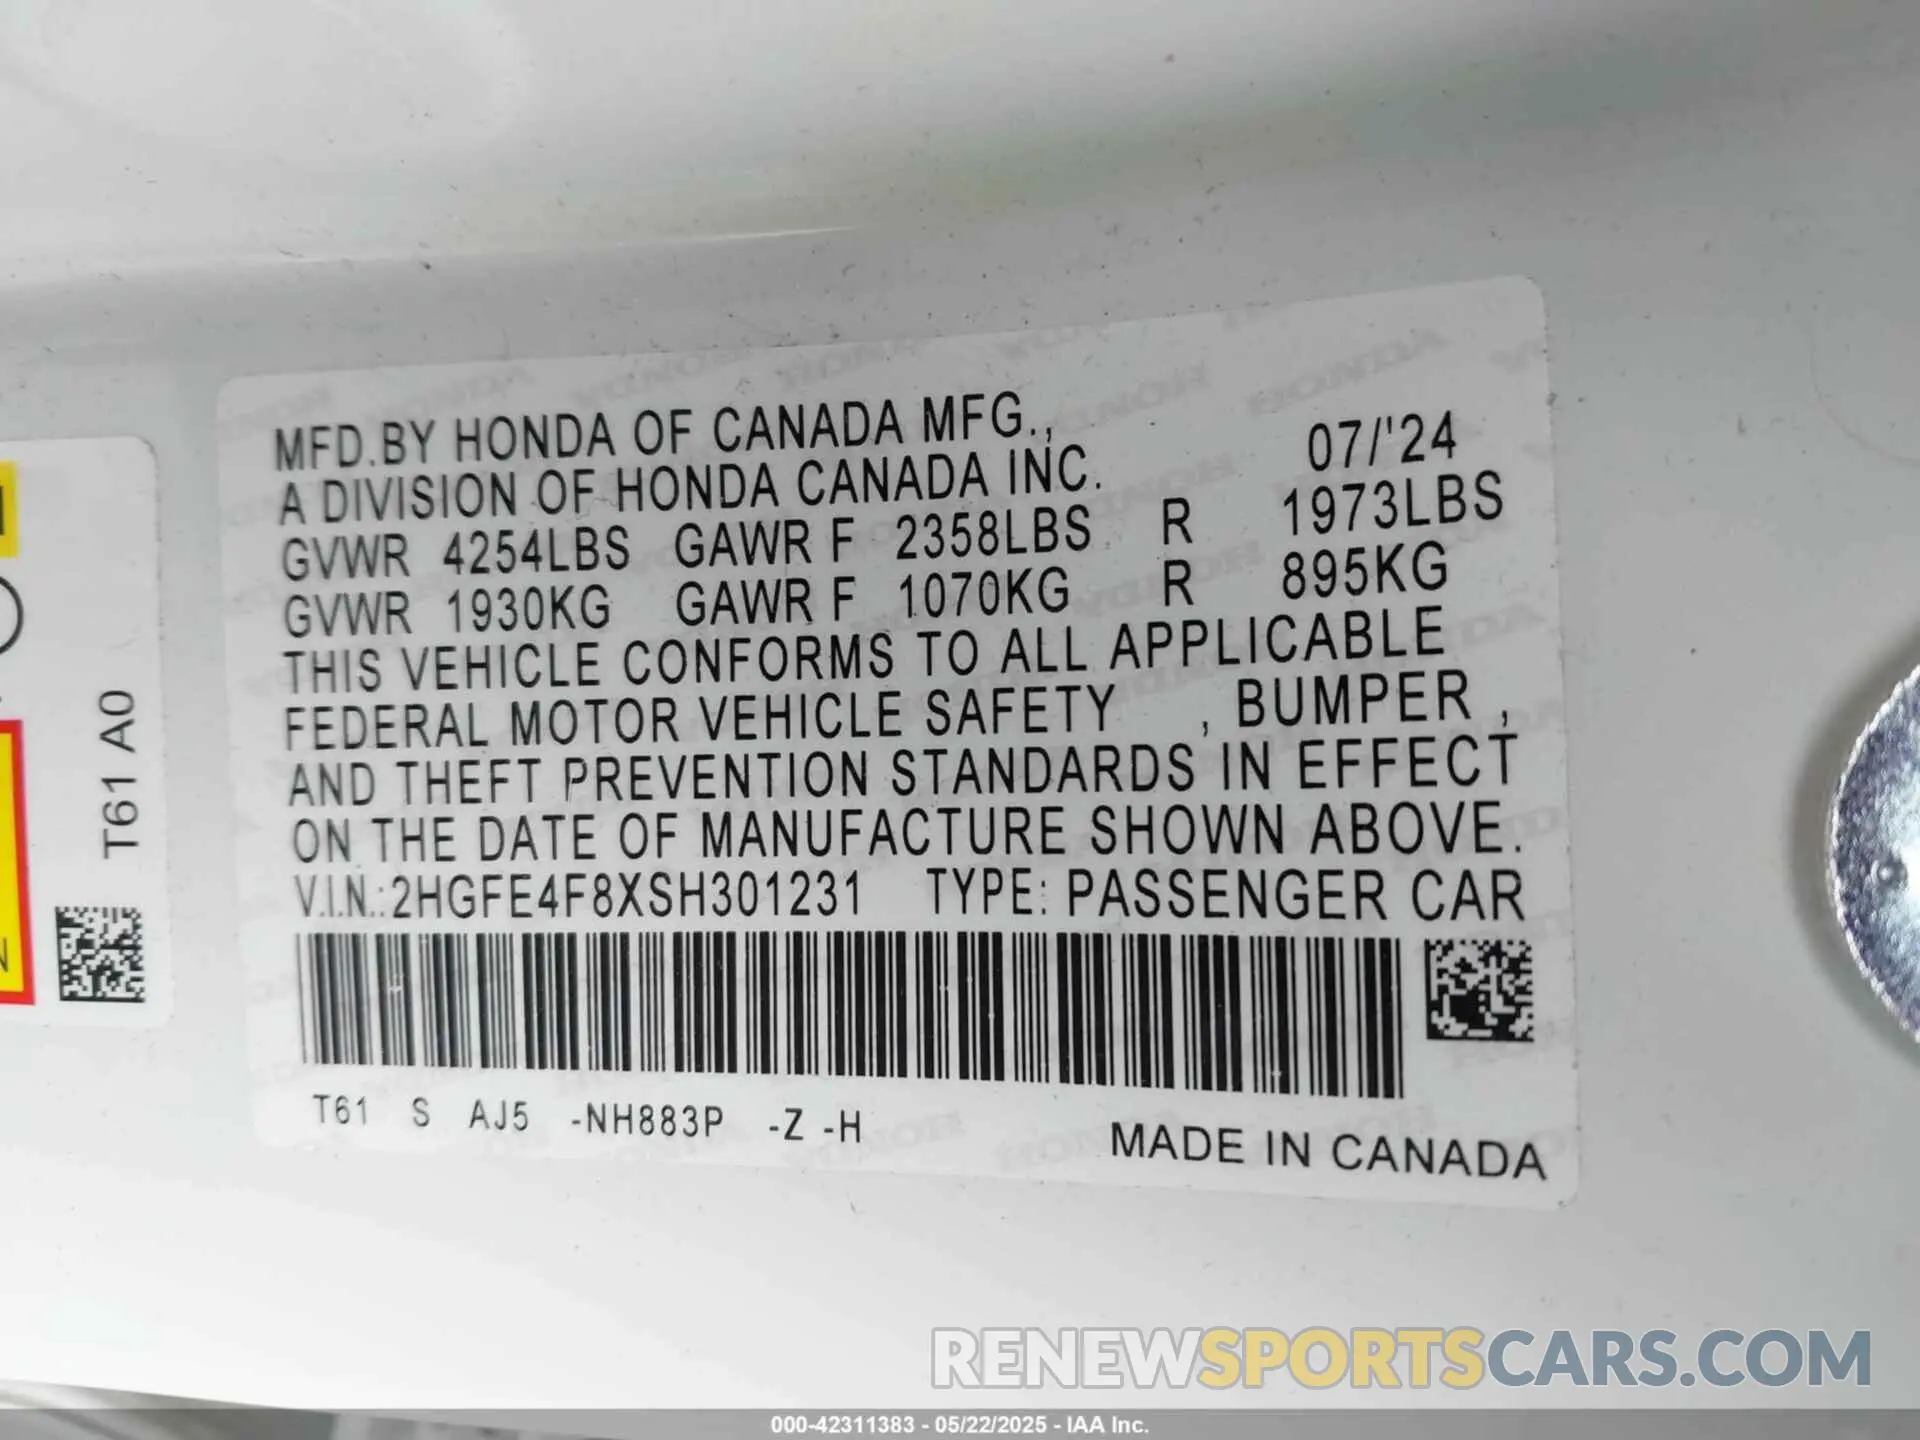 MFD.BY HONDA OF CANADA MFG.,
A DIVISION OF HONDA CANADA INC. 07/'24
GVWR 4254LBS GAWR F 2358LBS R 1973LBS
GVWR 1930KG GAWR F 1070KG R 895KG
THIS VEHICLE CONFORMS TO ALL APPLICABLE
FEDERAL MOTOR VEHICLE SAFETY , BUMPER ,
AND THEFT PREVENTION STANDARDS IN EFFECT
ON THE DATE OF MANUFACTURE SHOWN ABOVE.
V.I.N.:2HGFE4F8XSH301231 TYPE: PASSENGER CAR
T61 S AJ5 -NH883P -Z -H
MADE IN CANADA
T61 A0
RENEWSPORTSCARS.COM
000-42311383 - 05/22/2025 - IAA Inc.